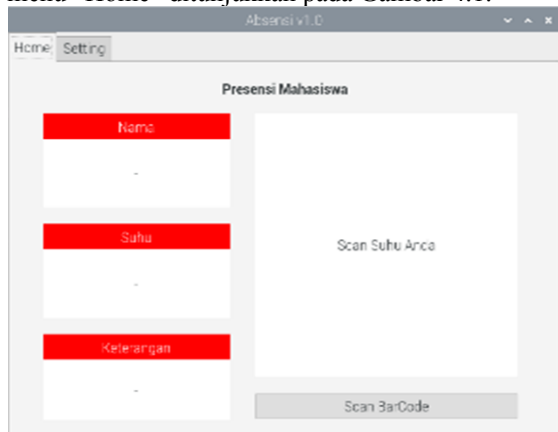 menu "Home" ditunjukkan pada Gambar 4.1.
Absensi v1.0
Home Setting
Presensi Mahasiswa
Nama
-
Suhu
-
Keterangan
-
Scan Suhu Anda
Scan BarCode